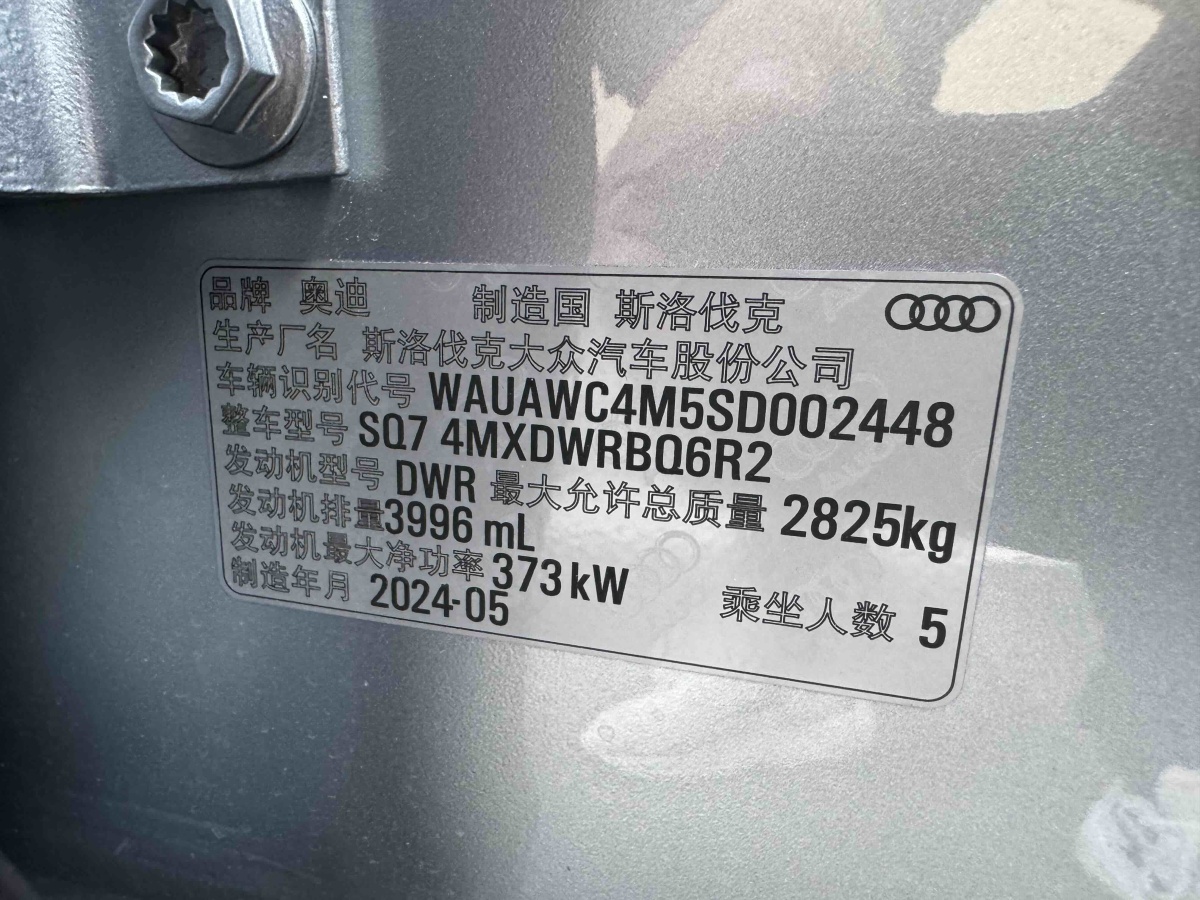 品牌 奥迪 制造国 斯洛伐克
生产厂名 斯洛伐克大众汽车股份公司
车辆识别代号 WAUAWC4M5SD002448
整车型号 SQ7 4MXDWRBQ6R2
发动机型号 DWR 最大允许总质量 2825kg
发动机排量3996 mL
发动机最大净功率 373 kW 乘坐人数 5
制造年月 2024-05